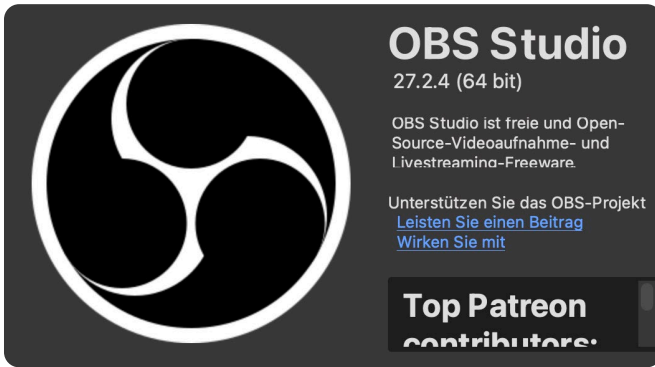 OBS Studio
27.2.4 (64 bit)
OBS Studio ist freie und Open-
Source-Videoaufnahme- und
Livestreaming-Freeware.
Unterstützen Sie das OBS-Projekt
Leisten Sie einen Beitrag
Wirken Sie mit
Top Patreon
contributors: